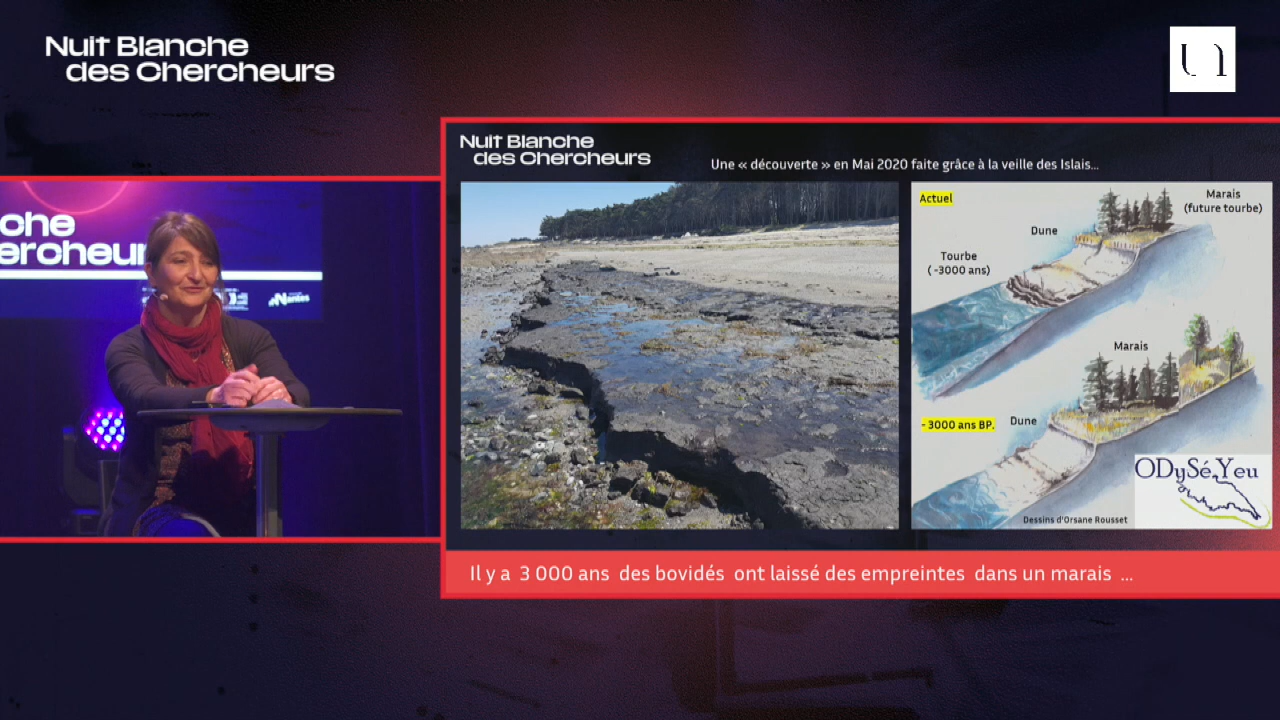 Nuit Blanche
des Chercheurs
Nuit Blanche
des Chercheurs
Une « découverte » en Mai 2020 faite grâce à la veille des Islais...
che
ercheur
Nantes
Actuel
Marais
(future tourbe)
Dune
Tourbe
( -3000 ans)
Marais
- 3000 ans BP.
Dune
ODySéYeu
Dessins d'Orsane Rousset
Il y a 3 000 ans des bovidés ont laissé des empreintes dans un marais ...